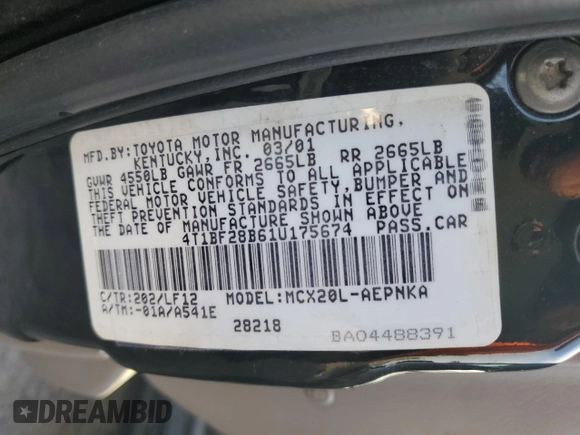 MFD.BY:TOYOTA MOTOR MANUFACTURING,
KENTUCKY,INC. 03/01
GVWR 4550LB GAWR FR 2665LB RR 2665LB
THIS VEHICLE CONFORMS TO ALL APPLICABLE
FEDERAL MOTOR VEHICLE SAFETY,BUMPER AND
THEFT PREVENTION STANDARDS IN EFFECT ON
THE DATE OF MANUFACTURE SHOWN ABOVE
4T1BF28B61U175674 PASS.CAR
C/TR:202/LF12 MODEL:MCX20L-AEPNKA
A/TM:-01A/A541E
28218
BA04488391
DREAMBID